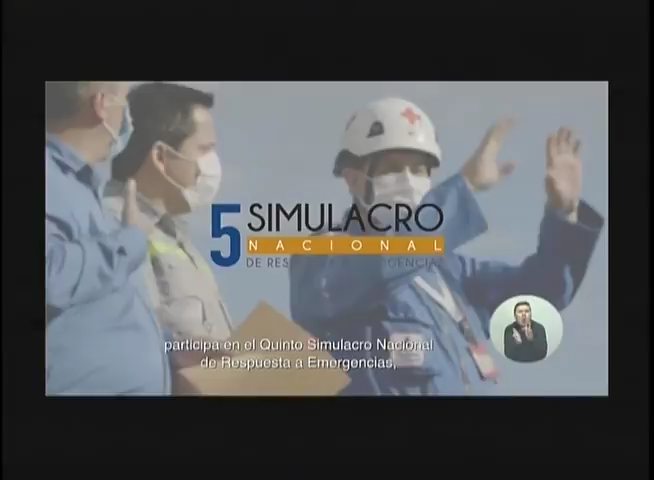 5 SIMULACRO
NACIONAL
participa en el Quinto Simulacro Nacional
de Respuesta a Emergencias,